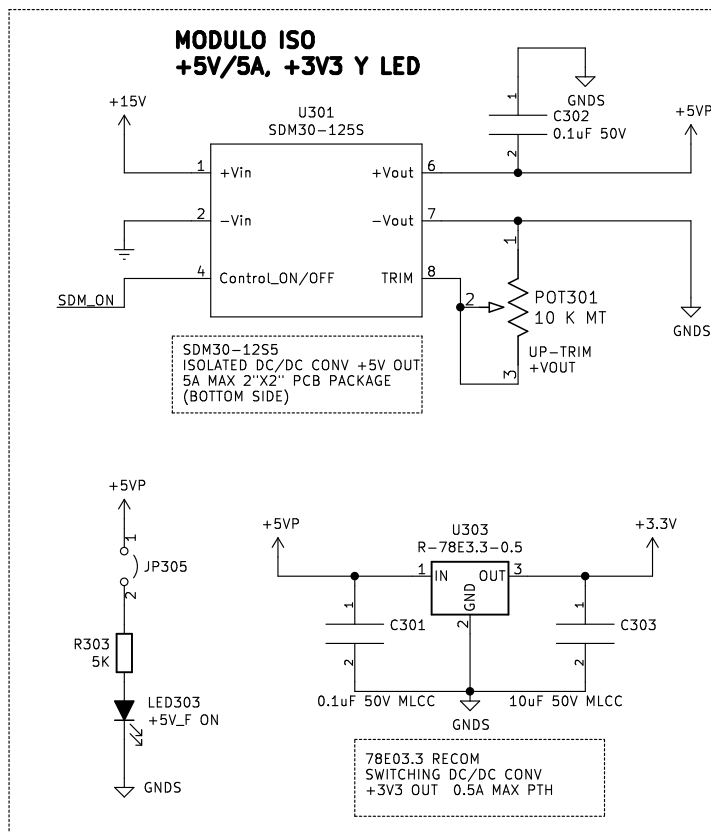 MODULO ISO
+5V/5A, +3V3 Y LED
+15V
U301
SDM30-125S
1
+Vin
2
-Vin
4
Control_ON/OFF
SDM_ON
+Vout
6
-Vout
7
TRIM
8
1
GNDS
C302
0.1uF 50V
2
+5VP
1
2
POT301
10 K MT
3
UP-TRIM
+VOUT
GNDS
SDM30-12S5
ISOLATED DC/DC CONV +5V OUT
5A MAX 2"X2" PCB PACKAGE
(BOTTOM SIDE)
+5VP
1
JP305
2
R303
5K
LED303
+5V_F ON
GNDS
+5VP
U303
R-78E3.3-0.5
+3.3V
1
IN
OUT
3
GND
2
1
C301
2
0.1uF 50V MLCC
1
C303
2
10uF 50V MLCC
GNDS
78E03.3 RECOM
SWITCHING DC/DC CONV
+3V3 OUT 0.5A MAX PTH